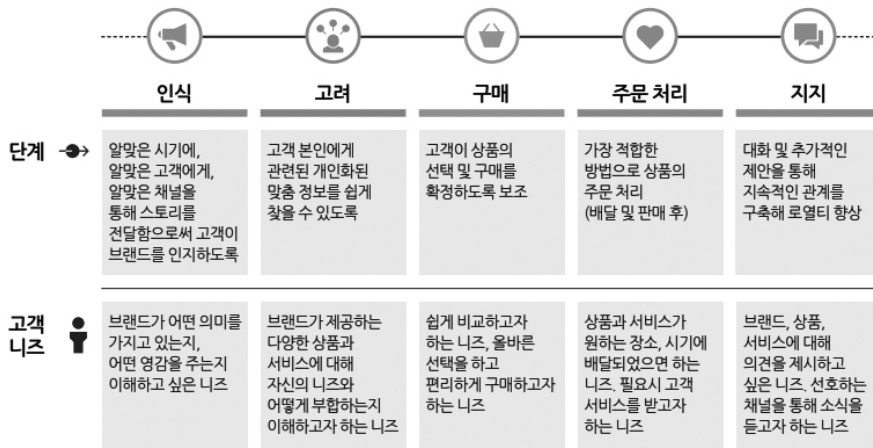 인식
고려
구매
주문 처리
지지
단계
알맞은 시기에,
알맞은 고객에게,
알맞은 채널을
통해 스토리를
전달함으로써 고객이
브랜드를 인지하도록
고객 본인에게
관련된 개인화된
맞춤 정보를 쉽게
찾을 수 있도록
고객이 상품의
선택 및 구매를
확정하도록 보조
가장 적합한
방법으로 상품의
주문 처리
(배달 및 판매 후)
대화 및 추가적인
제안을 통해
지속적인 관계를
구축해 로열티 향상
고객
니즈
브랜드가 어떤 의미를
가지고 있는지,
어떤 영감을 주는지
이해하고 싶은 니즈
브랜드가 제공하는
다양한 상품과
서비스에 대해
자신의 니즈와
어떻게 부합하는지
이해하고자 하는 니즈
쉽게 비교하고자
하는 니즈, 올바른
선택을 하고
편리하게 구매하고자
하는 니즈
상품과 서비스가
원하는 장소, 시기에
배달되었으면 하는
니즈. 필요시 고객
서비스를 받고자
하는 니즈
브랜드, 상품,
서비스에 대해
의견을 제시하고
싶은 니즈. 선호하는
채널을 통해 소식을
듣고자 하는 니즈